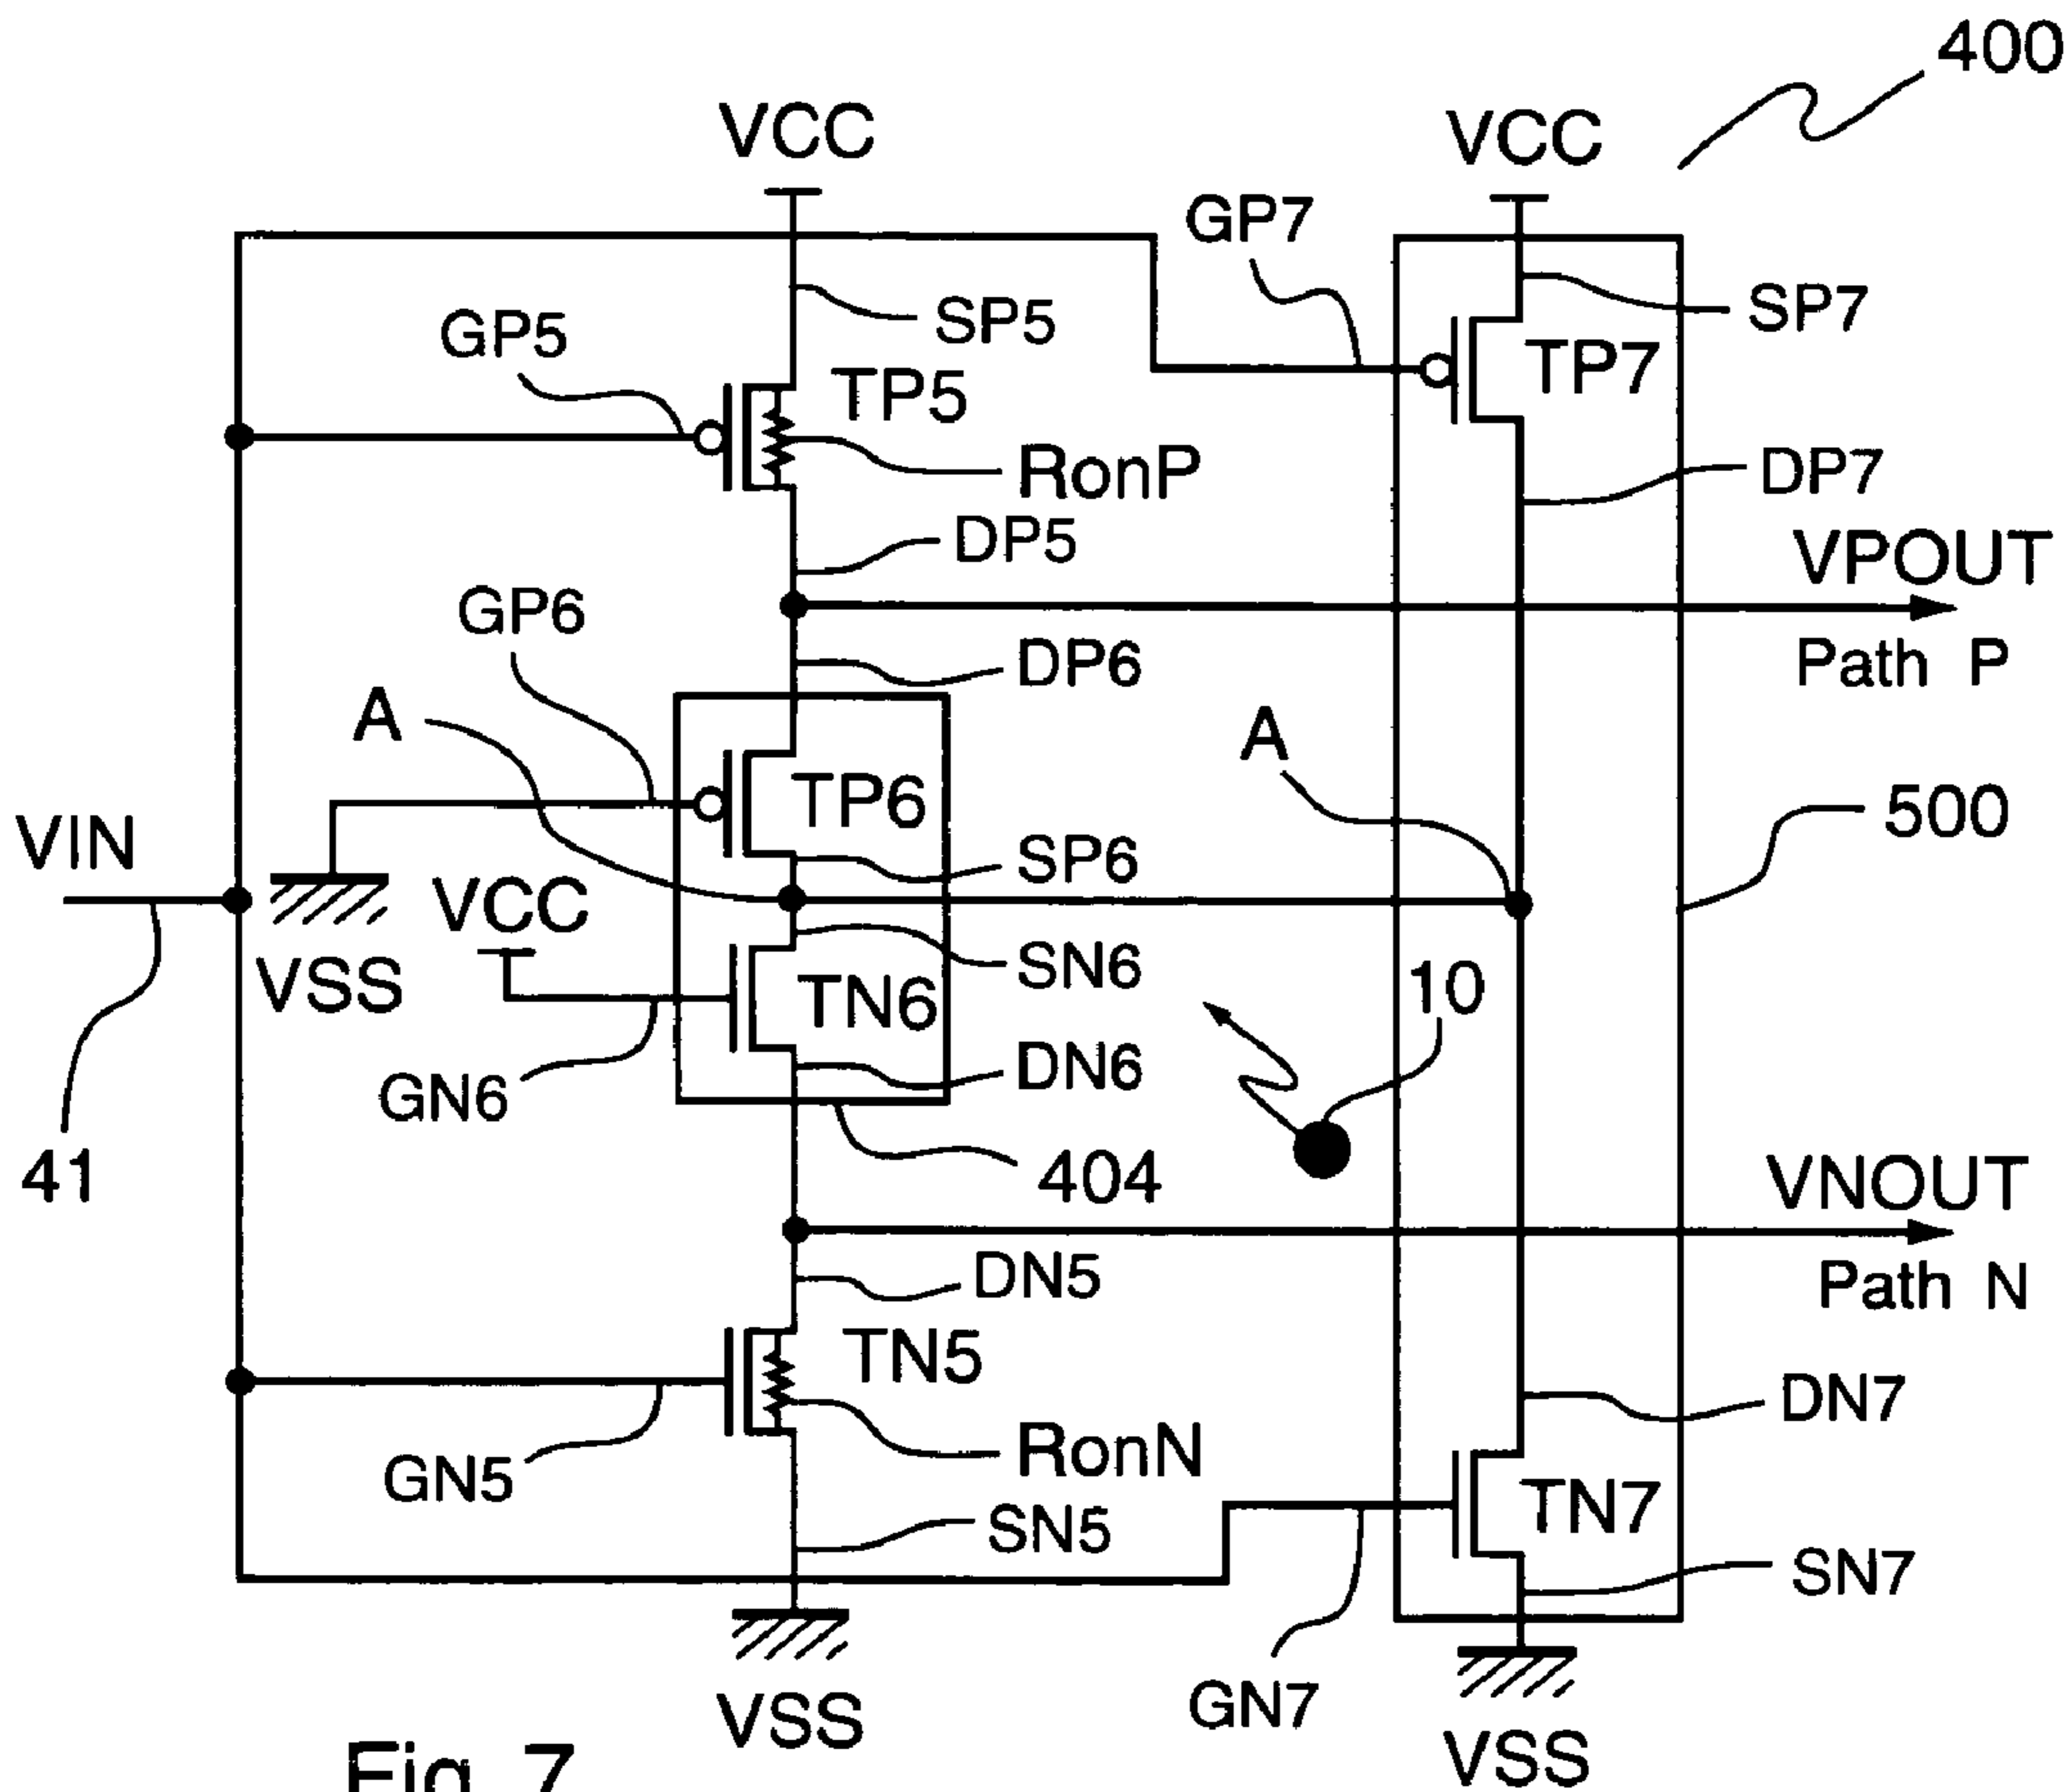 400
VCC
VCC
GP7
SP5
SP7
GP5
TP5
TP7
RonP
DP7
DP5
VPOUT
GP6
DP6
Path P
A
A
TP6
500
VIN
SP6
VCC
SN6
VSS
10
TN6
DN6
GN6
41
404
VNOUT
DN5
Path N
TN5
DN7
RonN
GN5
TN7
SN5
SN7
GN7
VSS
VSS
Fig. 7